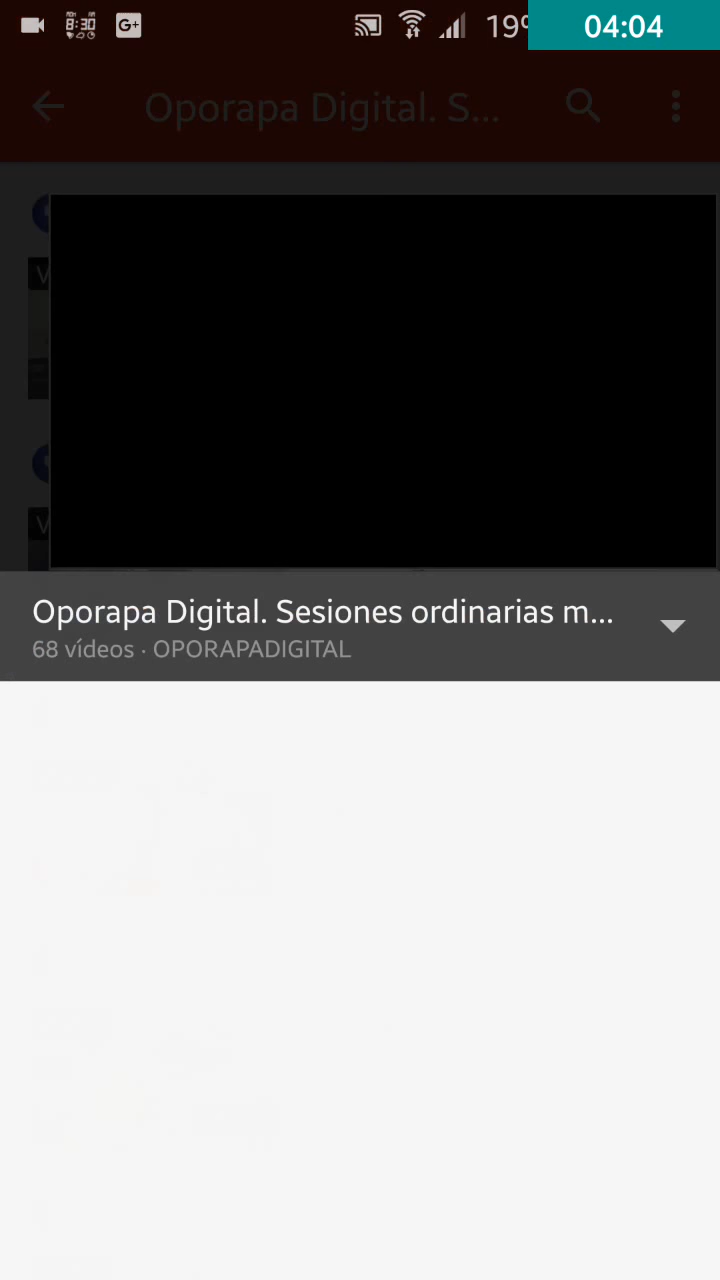 8:30 G+ 19° 04:04
Oporapa Digital. S...
V
V
Oporapa Digital. Sesiones ordinarias m...
68 vídeos · OPORAPADIGITAL